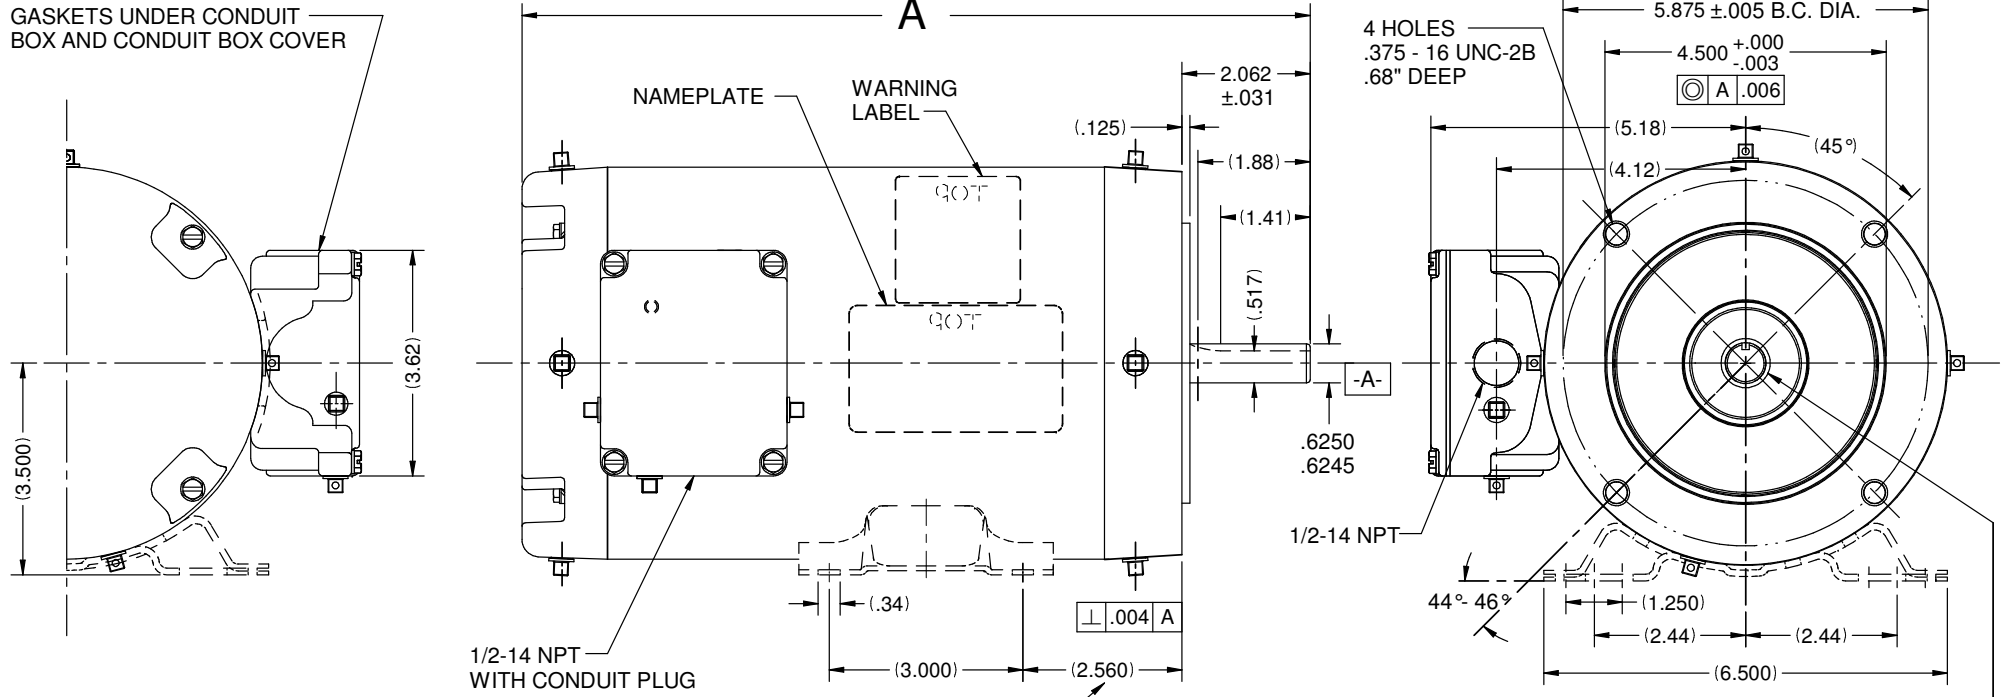 GASKETS UNDER CONDUIT
BOX AND CONDUIT BOX COVER
(3.500)
(3.62)
A
NAMEPLATE
WARNING
LABEL
TOP
TOP
2.062
±.031
(.125)
(1.88)
(1.41)
(.517)
-A-
.6250
.6245
(.34)
⊥ .004 A
1/2-14 NPT
WITH CONDUIT PLUG
(3.000)
(2.560)
4 HOLES
.375 - 16 UNC-2B
.68" DEEP
5.875 ±.005 B.C. DIA.
4.500 +.000
-.003
◎ A .006
(5.18)
(45°)
(4.12)
1/2-14 NPT
44°- 46°
(1.250)
(2.44)
(2.44)
(6.500)